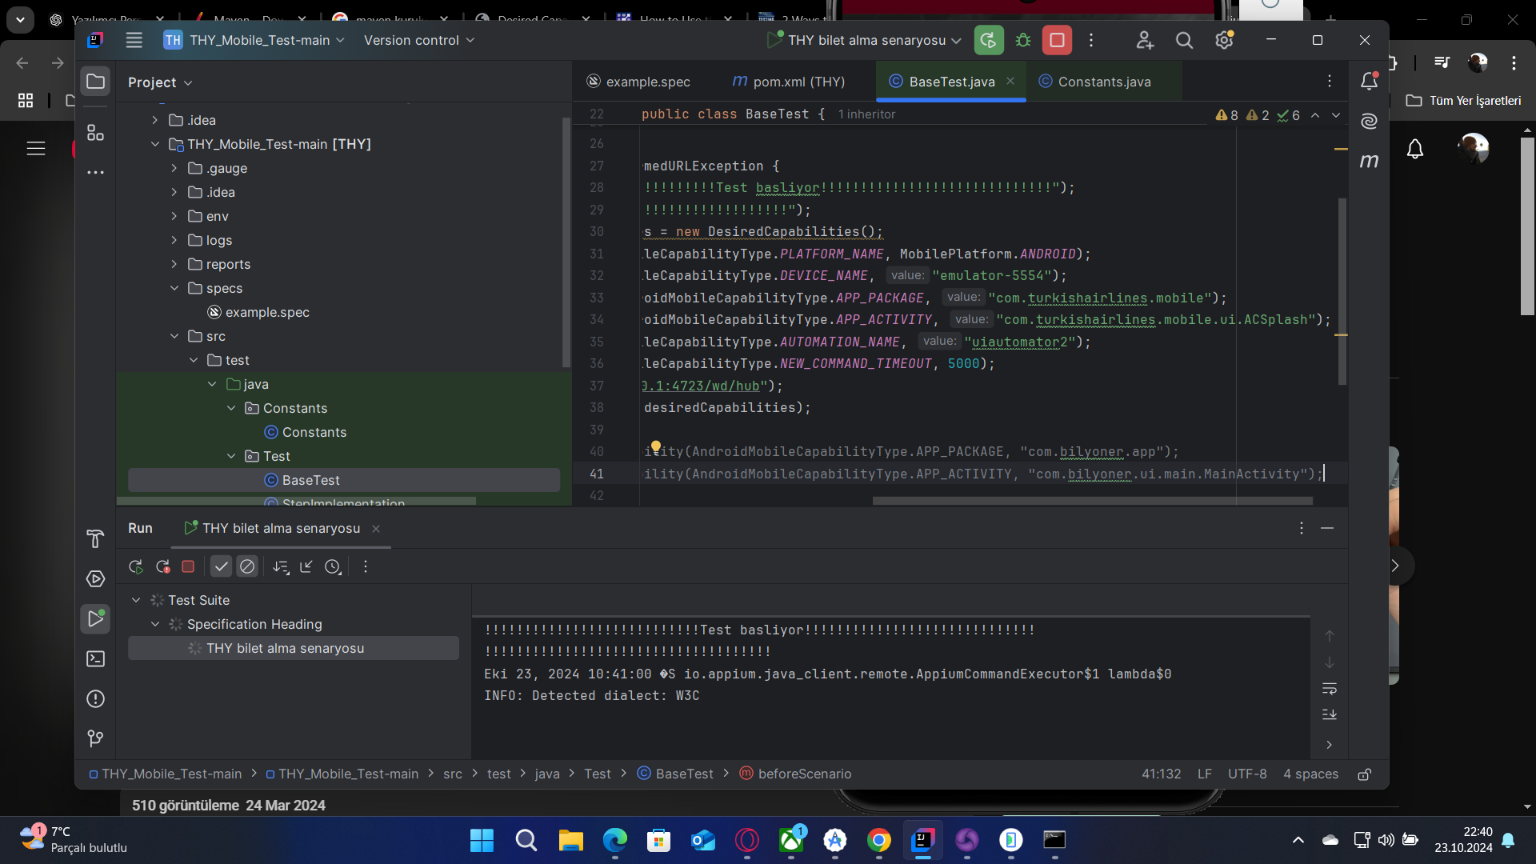 Maven
Desired Cap
How to Use
2 Ways t
TH THY_Mobile_Test-main
Version control
THY bilet alma senaryosu
Project
example.spec
pom.xml (THY)
BaseTest.java
Constants.java
Tüm Yer İşaretleri
.idea
THY_Mobile_Test-main [THY]
.gauge
.idea
env
logs
reports
specs
example.spec
src
test
java
Constants
Constants
Test
BaseTest
StepImplementation
22 public class BaseTest { 1 inheritor
8 2 6
26
27 medURLException {
28 !!!!!!!!!Test basliyor!!!!!!!!!!!!!!!!!!!!!!!!!!!!!");
29 !!!!!!!!!!!!!!!!!!");
30 s = new DesiredCapabilities();
31 leCapabilityType.PLATFORM_NAME, MobilePlatform.ANDROID);
32 leCapabilityType.DEVICE_NAME, value: "emulator-5554");
33 oidMobileCapabilityType.APP_PACKAGE, value: "com.turkishairlines.mobile");
34 oidMobileCapabilityType.APP_ACTIVITY, value: "com.turkishairlines.mobile.ui.ACSplash");
35 leCapabilityType.AUTOMATION_NAME, value: "uiautomator2");
36 leCapabilityType.NEW_COMMAND_TIMEOUT, 5000);
37 0.1:4723/wd/hub");
38 desiredCapabilities);
39
40 ility(AndroidMobileCapabilityType.APP_PACKAGE, "com.bilyoner.app");
41 ility(AndroidMobileCapabilityType.APP_ACTIVITY, "com.bilyoner.ui.main.MainActivity");
42
Run
THY bilet alma senaryosu
Test Suite
Specification Heading
THY bilet alma senaryosu
!!!!!!!!!!!!!!!!!!!!!!!!!!!Test basliyor!!!!!!!!!!!!!!!!!!!!!!!!!!!!!
!!!!!!!!!!!!!!!!!!!!!!!!!!!!!!!!!!!!
Eki 23, 2024 10:41:00 �S io.appium.java_client.remote.AppiumCommandExecutor$1 lambda$0
INFO: Detected dialect: W3C
THY_Mobile_Test-main > THY_Mobile_Test-main > src > test > java > Test > BaseTest > beforeScenario
41:132 LF UTF-8 4 spaces
510 görüntüleme 24 Mar 2024
1
7°C
Parçalı bulutlu
1
22:40
23.10.2024